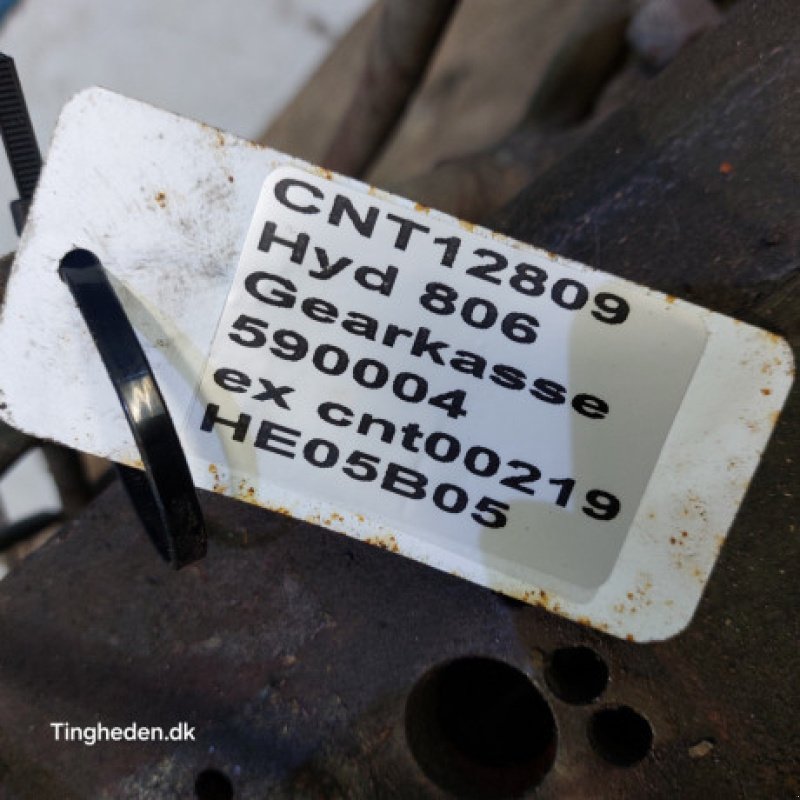 CNT12809
Hyd 806
Gearkasse
590004
ex cnt00219
HE05B05
Tingheden.dk